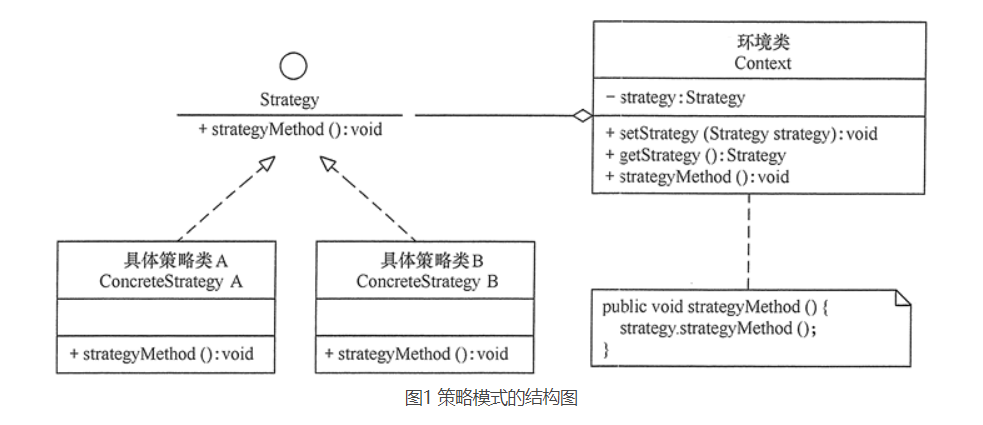 Strategy
+ strategyMethod ( ) : void
环境类
Context
- strategy : Strategy
+ setStrategy (Strategy strategy) : void
+ getStrategy ( ) : Strategy
+ strategyMethod ( ) : void
具体策略类A
ConcreteStrategy A
+ strategyMethod ( ) : void
具体策略类B
ConcreteStrategy B
+ strategyMethod ( ) : void
public void strategyMethod ( ) {
strategy.strategyMethod ( );
}
图1 策略模式的结构图